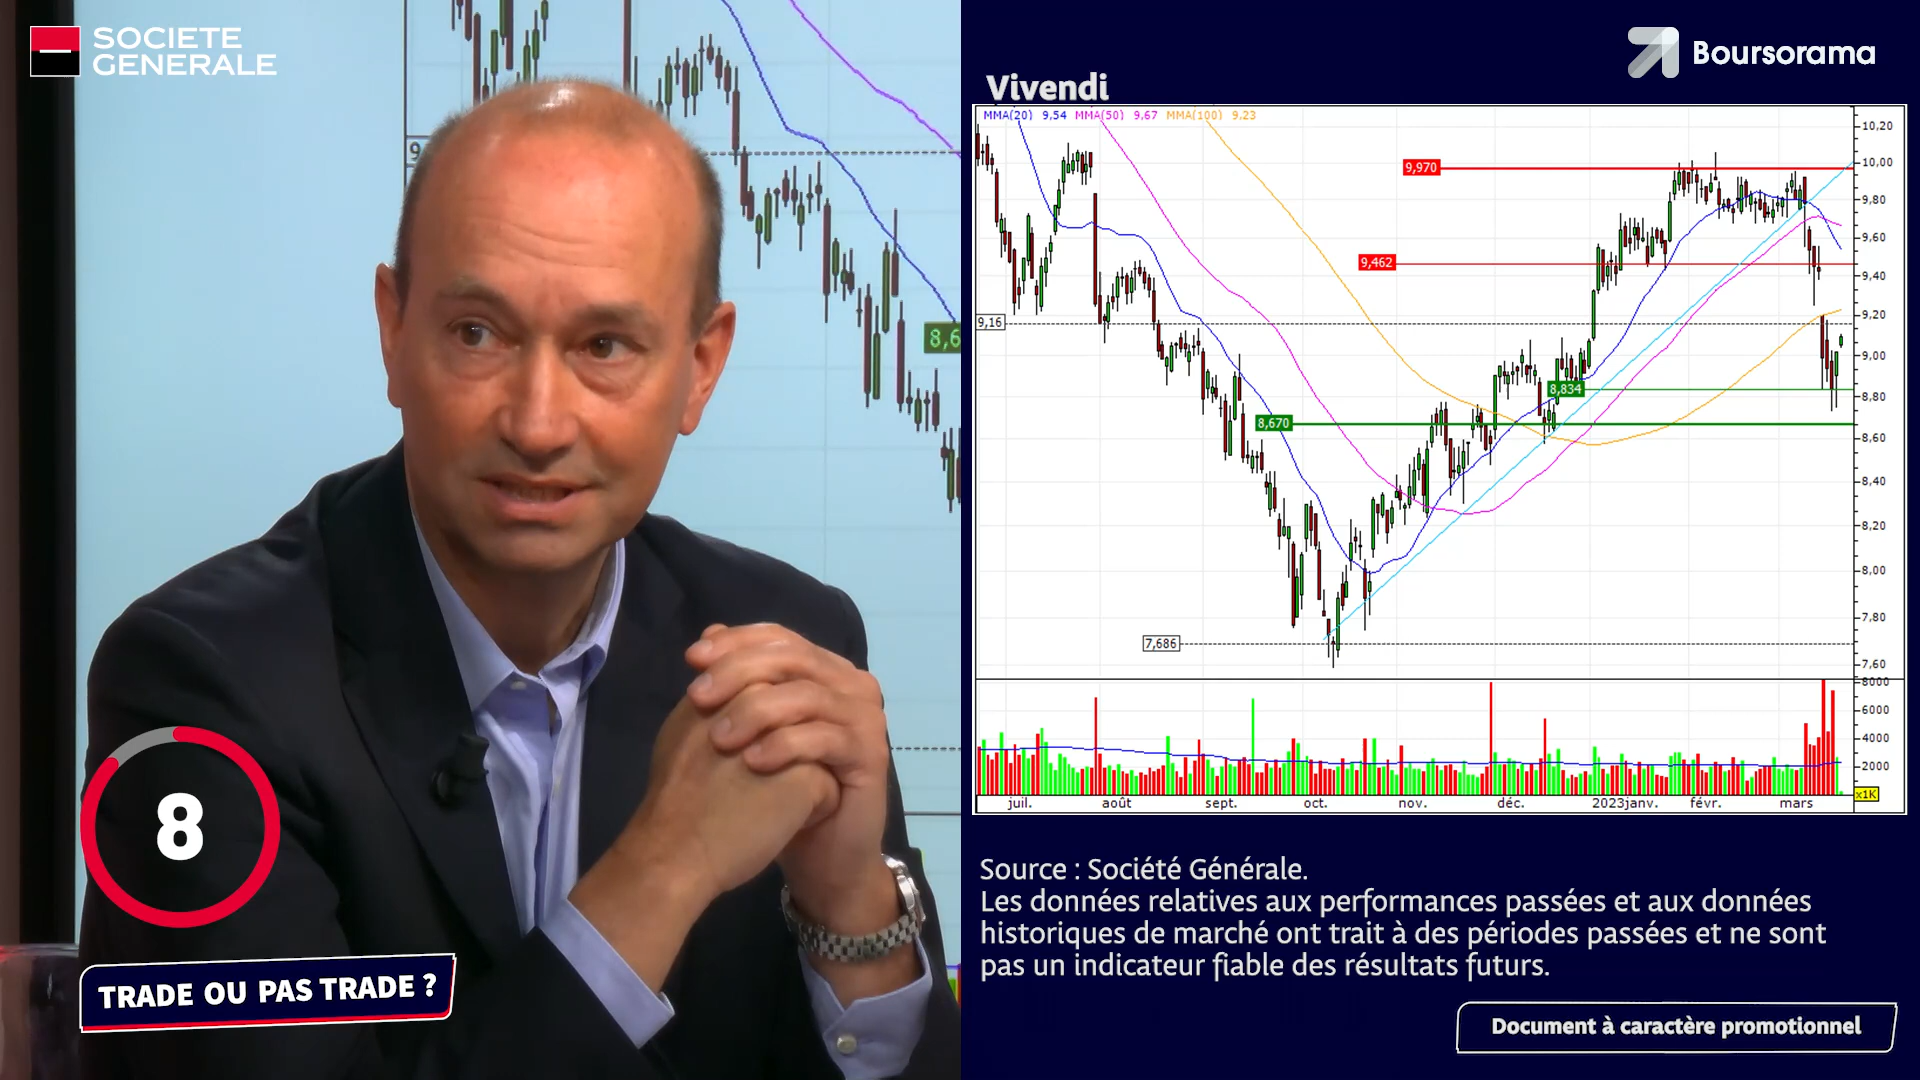 SOCIETE
GENERALE
9
8,6
8
TRADE OU PAS TRADE ?
Boursorama
Vivendi
MMA(20) 9,54 MMA(50) 9,67 MMA(100) 9,23
10,20
10,00
9,80
9,60
9,40
9,20
9,00
8,80
8,60
8,40
8,20
8,00
7,80
7,60
9,970
9,462
9,16
8,834
8,670
7,686
8000
6000
4000
2000
x1K
juil. août sept. oct. nov. déc. 2023janv. févr. mars
Source : Société Générale.
Les données relatives aux performances passées et aux données
historiques de marché ont trait à des périodes passées et ne sont
pas un indicateur fiable des résultats futurs.
Document à caractère promotionnel